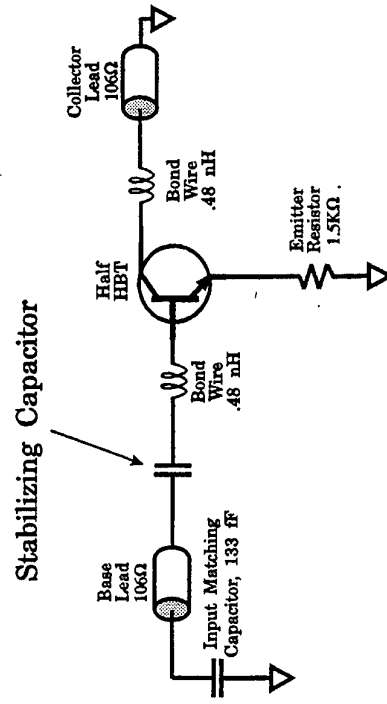 Stabilizing Capacitor
Base
Lead
106Ω
Input Matching
Capacitor, 133 fF
Bond
Wire
.48 nH
Half
HBT
Bond
Wire
.48 nH
Collector
Lead
106Ω
Emitter
Resistor
1.5KΩ.